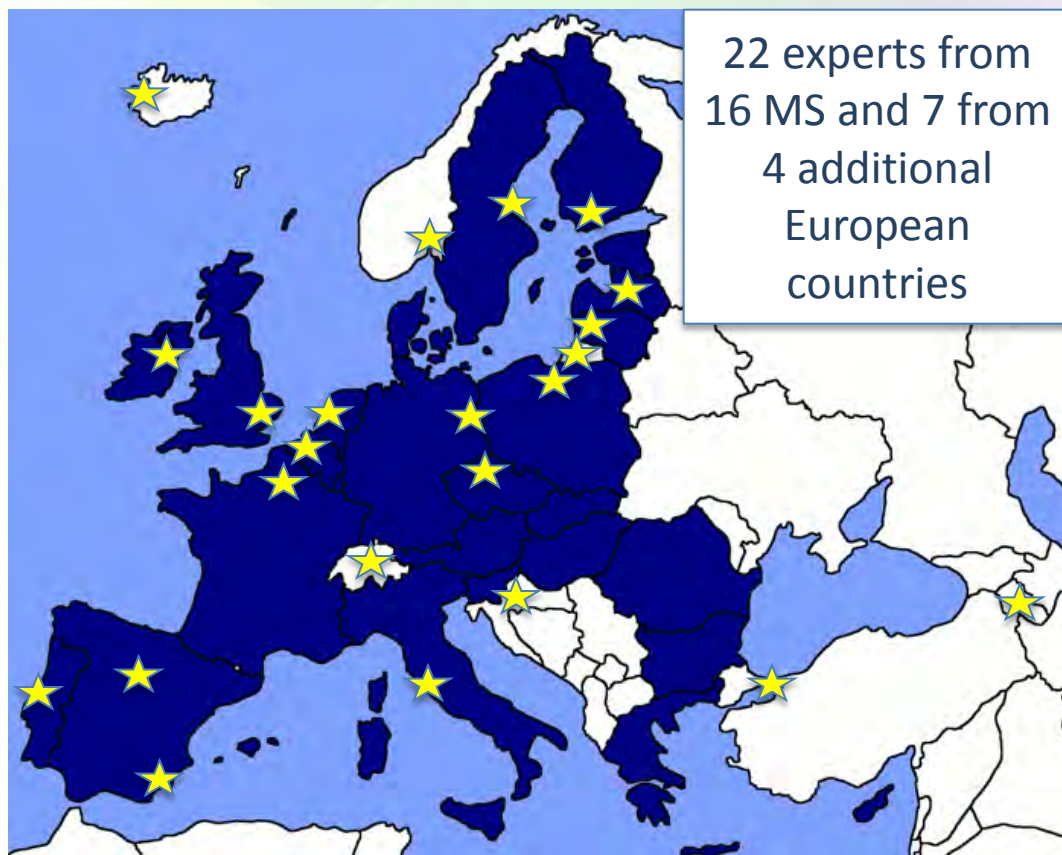 22 experts from
16 MS and 7 from
4 additional
European
countries